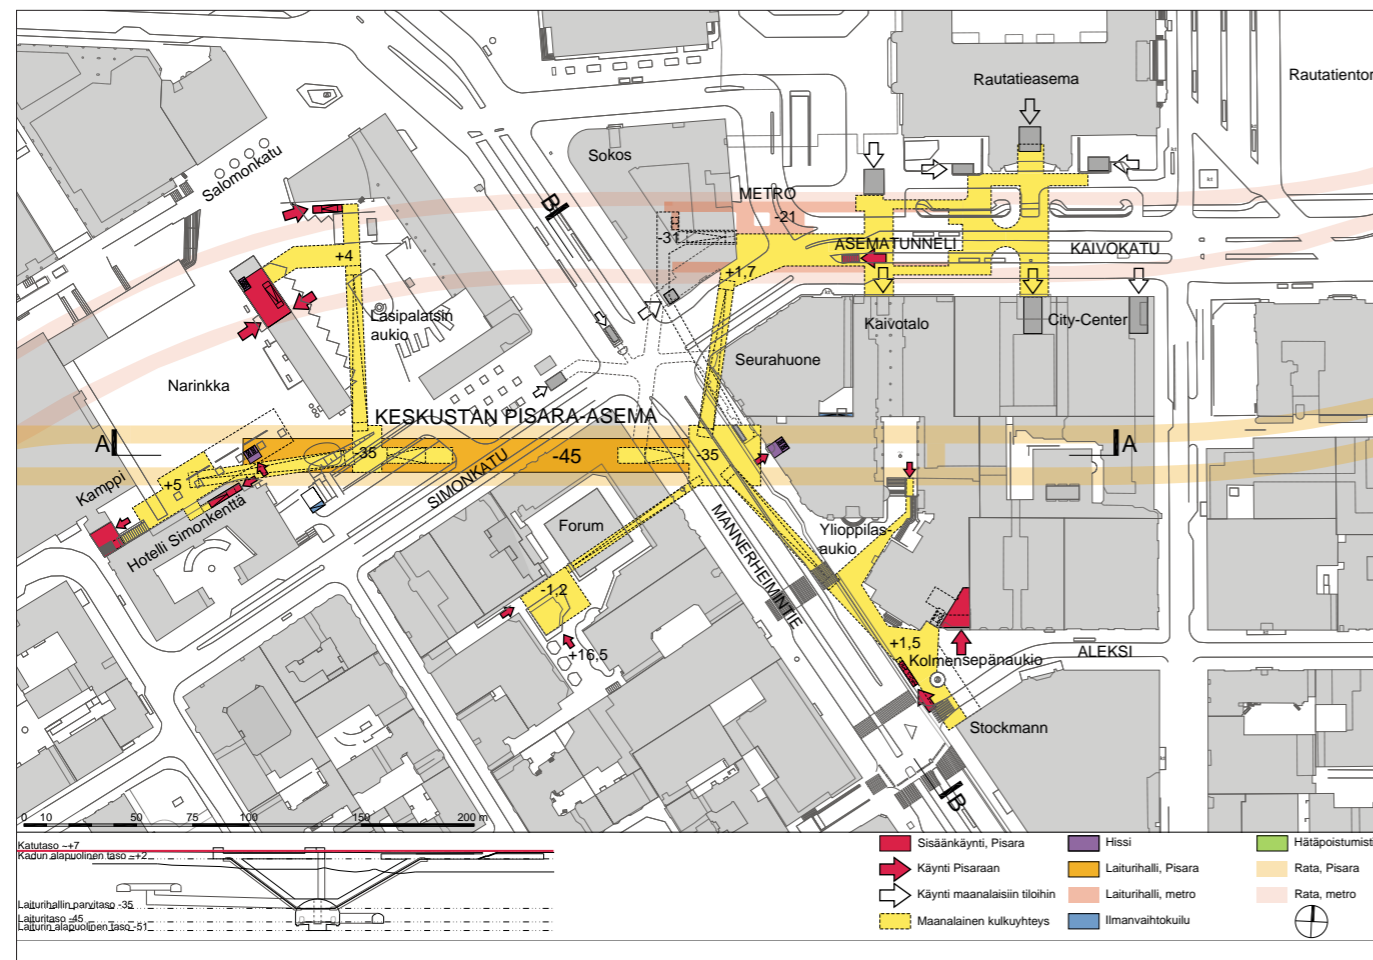 Rautatieasema
Rautatientor
Sokos
Salomonkatu
B
METRO
-21
-31
ASEMATUNNELI
KAIVOKATU
+4
+1,7
Lasipalatsin
aukio
Kaivotalo
City-Center
Seurahuone
Narinkka
KESKUSTAN PISARA-ASEMA
A
A
-35
-45
-35
SIMONKATU
Kamppi
+5
Hotelli Simonkenttä
Forum
MANNERHEIMINTIE
Ylioppilas-
aukio
-1,2
+16,5
+1,5
Kolmensepänaukio
ALEKSI
Stockmann
B
0 10 50 75 100 150 200 m
Katutaso ~+7
Kadun alapuolinen taso ~+2
Laiturihallin parvitaso -35
Laituritaso -45
Laiturin alapuolinen taso -51
Sisäänkäynti, Pisara
Käynti Pisaraan
Käynti maanalaisiin tiloihin
Maanalainen kulkuyhteys
Hissi
Laiturihalli, Pisara
Laiturihalli, metro
Ilmanvaihtokuilu
Hätäpoistumisti
Rata, Pisara
Rata, metro